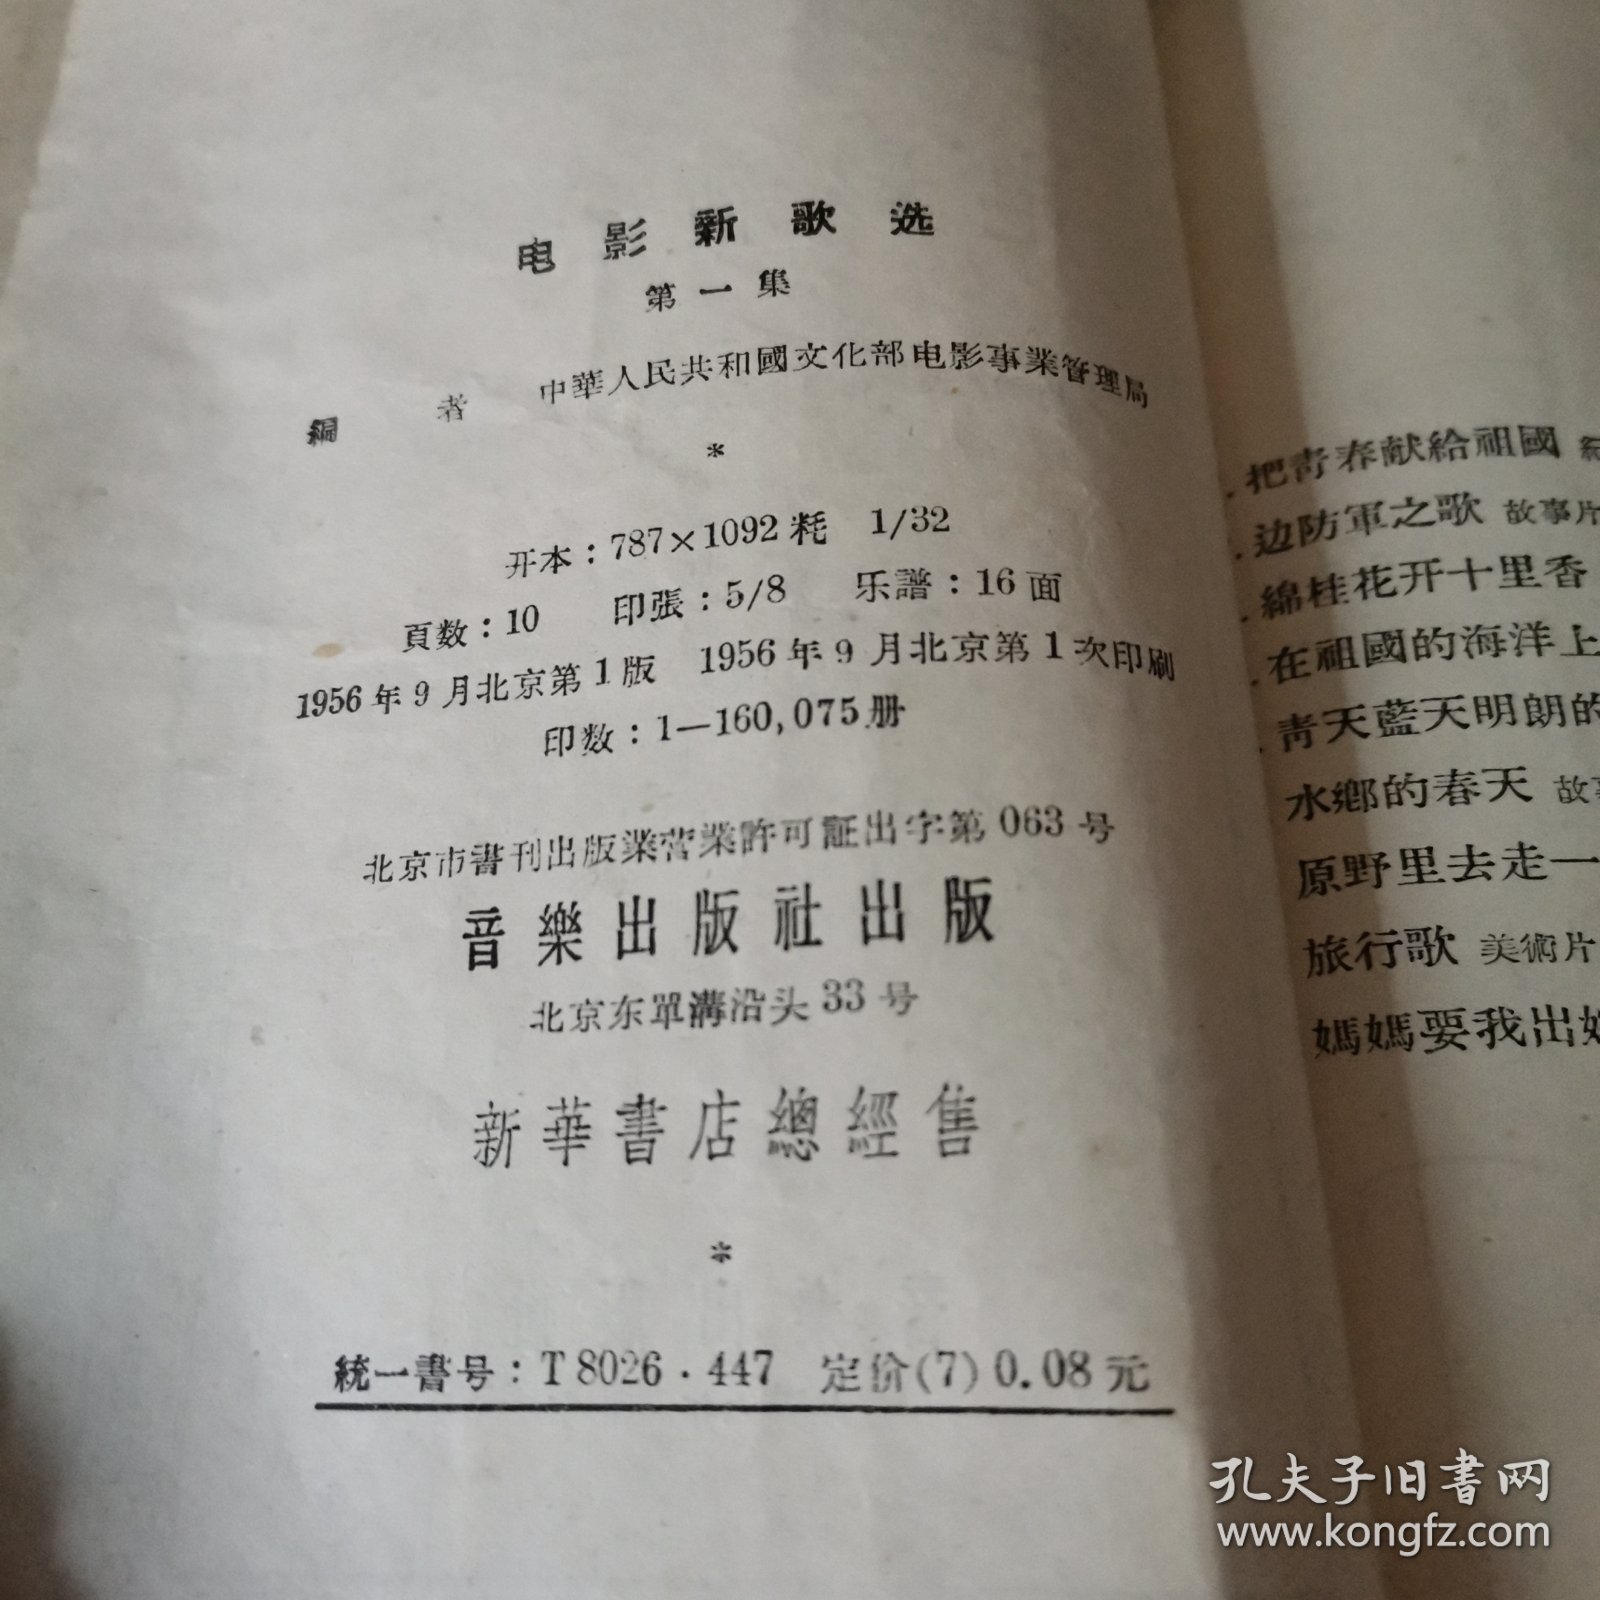 电影新歌选
第一集
編 者 中華人民共和國文化部电影事業管理局
*
开本：787×1092 粍 1/32
頁数：10 印張：5/8 乐譜：16 面
1956 年 9 月北京第 1 版 1956 年 9 月北京第 1 次印刷
印数：1—160,075册
北京市書刊出版業营業許可証出字第 063 号
音樂出版社出版
北京东單溝沿头 33 号
新華書店總經售
*
統一書号：T 8026·447 定价(7) 0.08 元
把青春献給祖國
边防軍之歌 故事片
綿桂花开十里香
在祖國的海洋上
青天藍天明朗的
水鄉的春天 故事
原野里去走一
旅行歌 美術片
媽媽要我出
孔夫子旧书网
www.kongfz.com